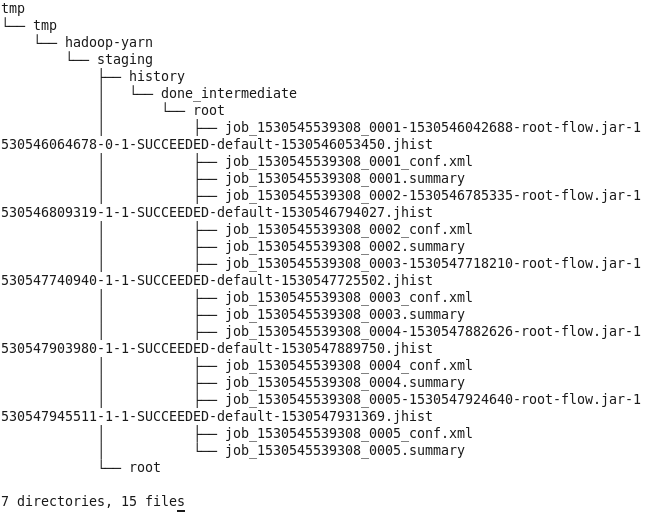 tmp
└── tmp
    └── hadoop-yarn
        └── staging
            ├── history
            │   └── done_intermediate
            │       └── root
            │           ├── job_1530545539308_0001-1530546042688-root-flow.jar-1
530546064678-0-1-SUCCEEDED-default-1530546053450.jhist
            │           ├── job_1530545539308_0001_conf.xml
            │           ├── job_1530545539308_0001.summary
            │           ├── job_1530545539308_0002-1530546785335-root-flow.jar-1
530546809319-1-1-SUCCEEDED-default-1530546794027.jhist
            │           ├── job_1530545539308_0002_conf.xml
            │           ├── job_1530545539308_0002.summary
            │           ├── job_1530545539308_0003-1530547718210-root-flow.jar-1
530547740940-1-1-SUCCEEDED-default-1530547725502.jhist
            │           ├── job_1530545539308_0003_conf.xml
            │           ├── job_1530545539308_0003.summary
            │           ├── job_1530545539308_0004-1530547882626-root-flow.jar-1
530547903980-1-1-SUCCEEDED-default-1530547889750.jhist
            │           ├── job_1530545539308_0004_conf.xml
            │           ├── job_1530545539308_0004.summary
            │           ├── job_1530545539308_0005-1530547924640-root-flow.jar-1
530547945511-1-1-SUCCEEDED-default-1530547931369.jhist
            │           ├── job_1530545539308_0005_conf.xml
            │           └── job_1530545539308_0005.summary
            └── root

7 directories, 15 files